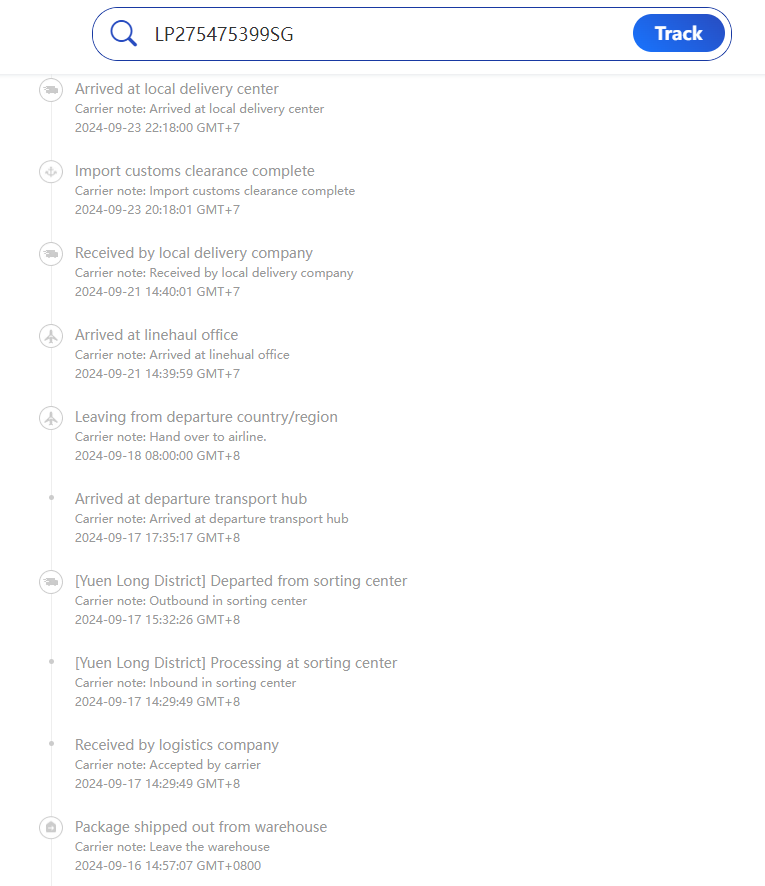 LP275475399SG
Track
Arrived at local delivery center
Carrier note: Arrived at local delivery center
2024-09-23 22:18:00 GMT+7
Import customs clearance complete
Carrier note: Import customs clearance complete
2024-09-23 20:18:01 GMT+7
Received by local delivery company
Carrier note: Received by local delivery company
2024-09-21 14:40:01 GMT+7
Arrived at linehaul office
Carrier note: Arrived at linehual office
2024-09-21 14:39:59 GMT+7
Leaving from departure country/region
Carrier note: Hand over to airline.
2024-09-18 08:00:00 GMT+8
Arrived at departure transport hub
Carrier note: Arrived at departure transport hub
2024-09-17 17:35:17 GMT+8
[Yuen Long District] Departed from sorting center
Carrier note: Outbound in sorting center
2024-09-17 15:32:26 GMT+8
[Yuen Long District] Processing at sorting center
Carrier note: Inbound in sorting center
2024-09-17 14:29:49 GMT+8
Received by logistics company
Carrier note: Accepted by carrier
2024-09-17 14:29:49 GMT+8
Package shipped out from warehouse
Carrier note: Leave the warehouse
2024-09-16 14:57:07 GMT+0800